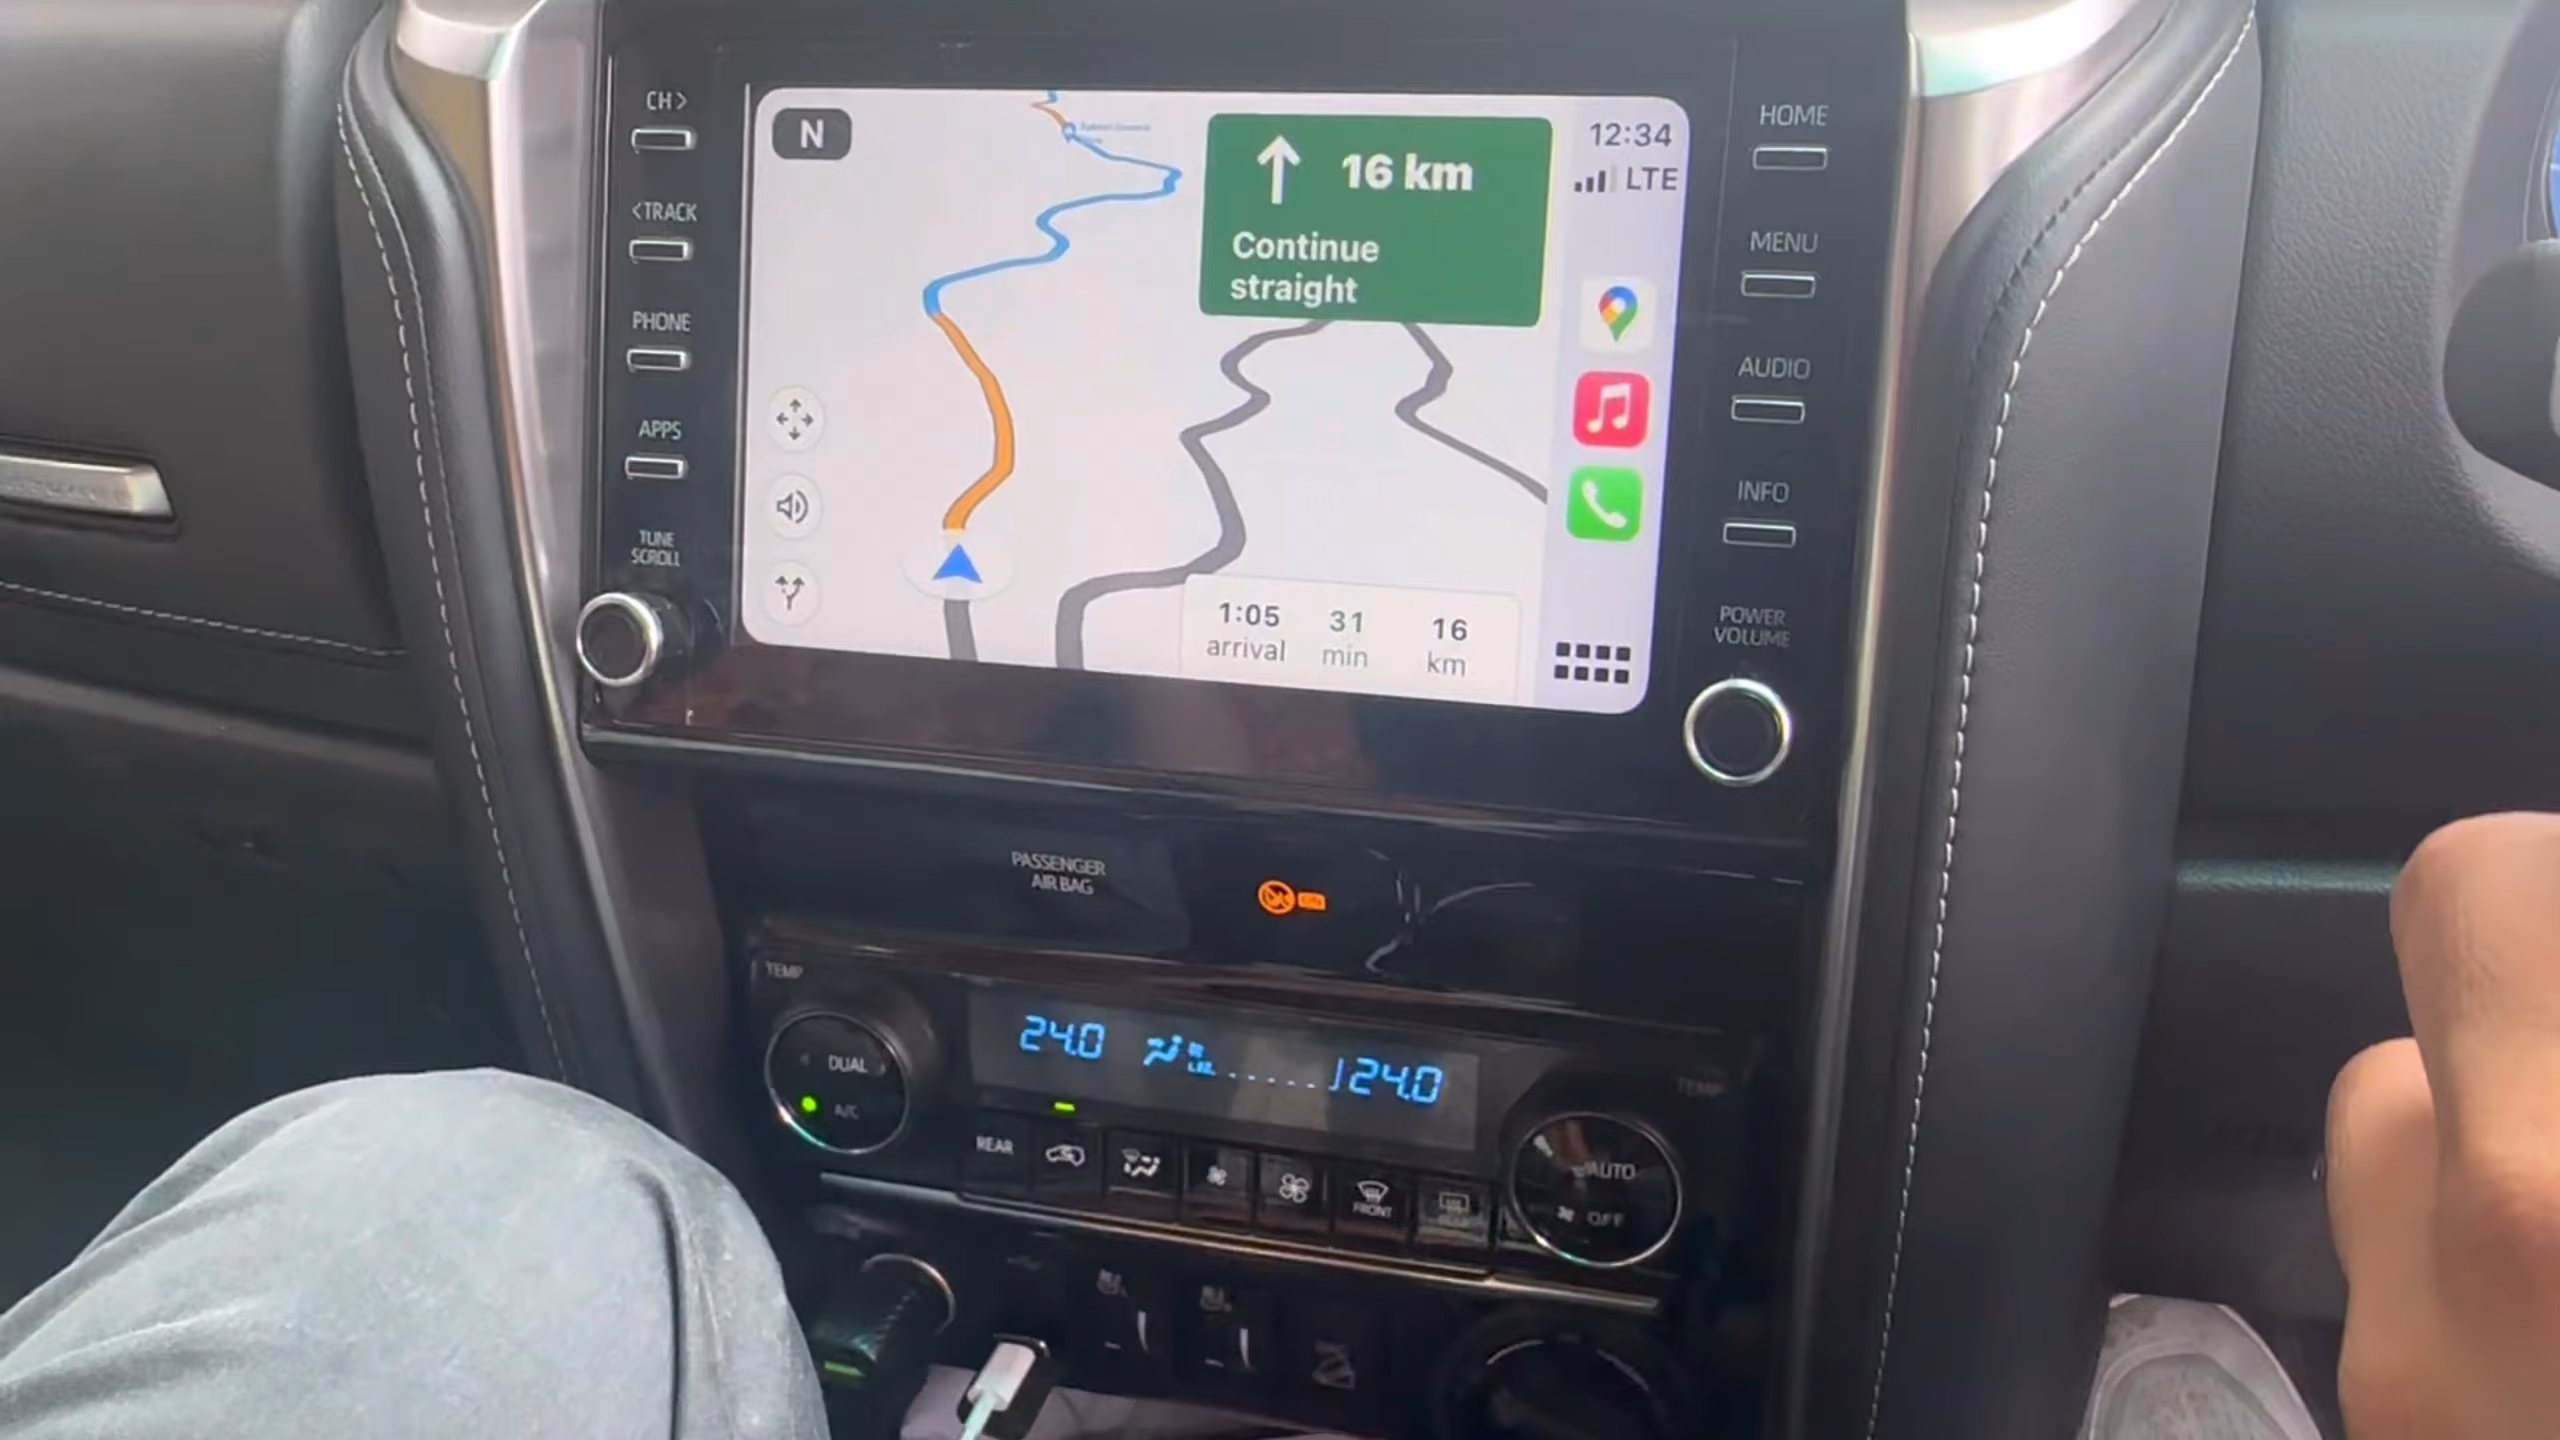 CH>
<TRACK
PHONE
APPS
TUNE
SCROLL
N
16 km
Continue
straight
12:34
LTE
1:05
arrival
31
min
16
km
HOME
MENU
AUDIO
INFO
POWER
VOLUME
PASSENGER
AIR BAG
TEMP
DUAL
A/C
24.0
24.0
TEMP
REAR
FRONT
AUTO
OFF